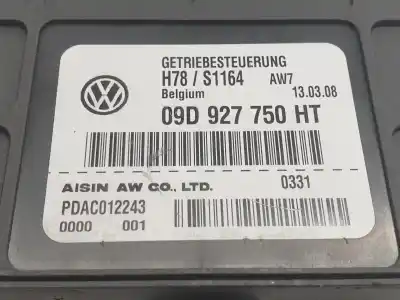 GETRIEBESTEUERUNG
H78 / S1164 AW7
Belgium 13.03.08
09D 927 750 HT
AISIN AW CO., LTD. 0331
PDAC012243
0000 001